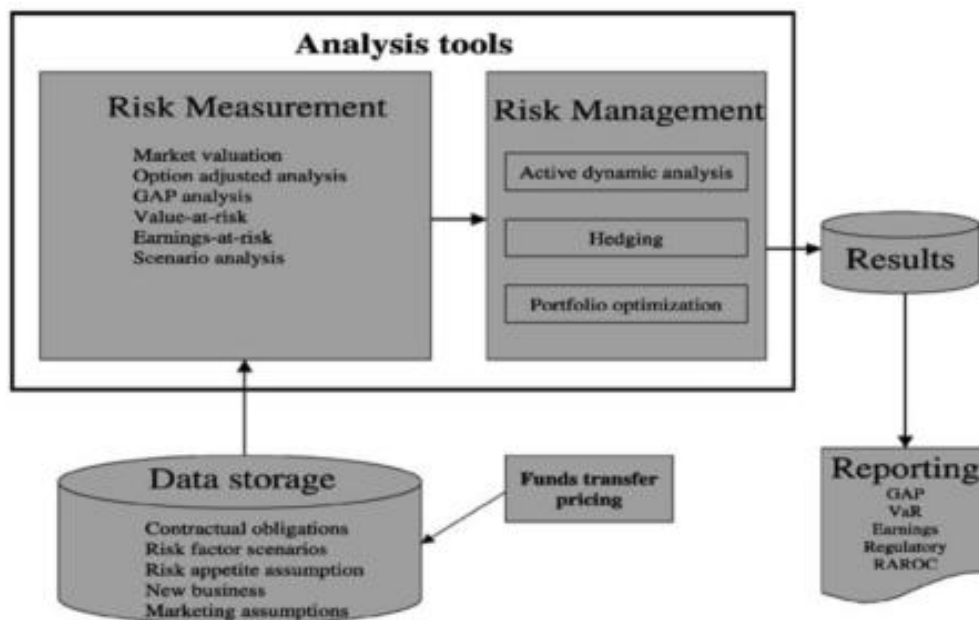 Analysis tools
Risk Measurement
Market valuation
Option adjusted analysis
GAP analysis
Value-at-risk
Earnings-at-risk
Scenario analysis
Risk Management
Active dynamic analysis
Hedging
Portfolio optimization
Results
Data storage
Contractual obligations
Risk factor scenarios
Risk appetite assumption
New business
Marketing assumptions
Funds transfer
pricing
Reporting
GAP
VaR
Earnings
Regulatory
RAROC